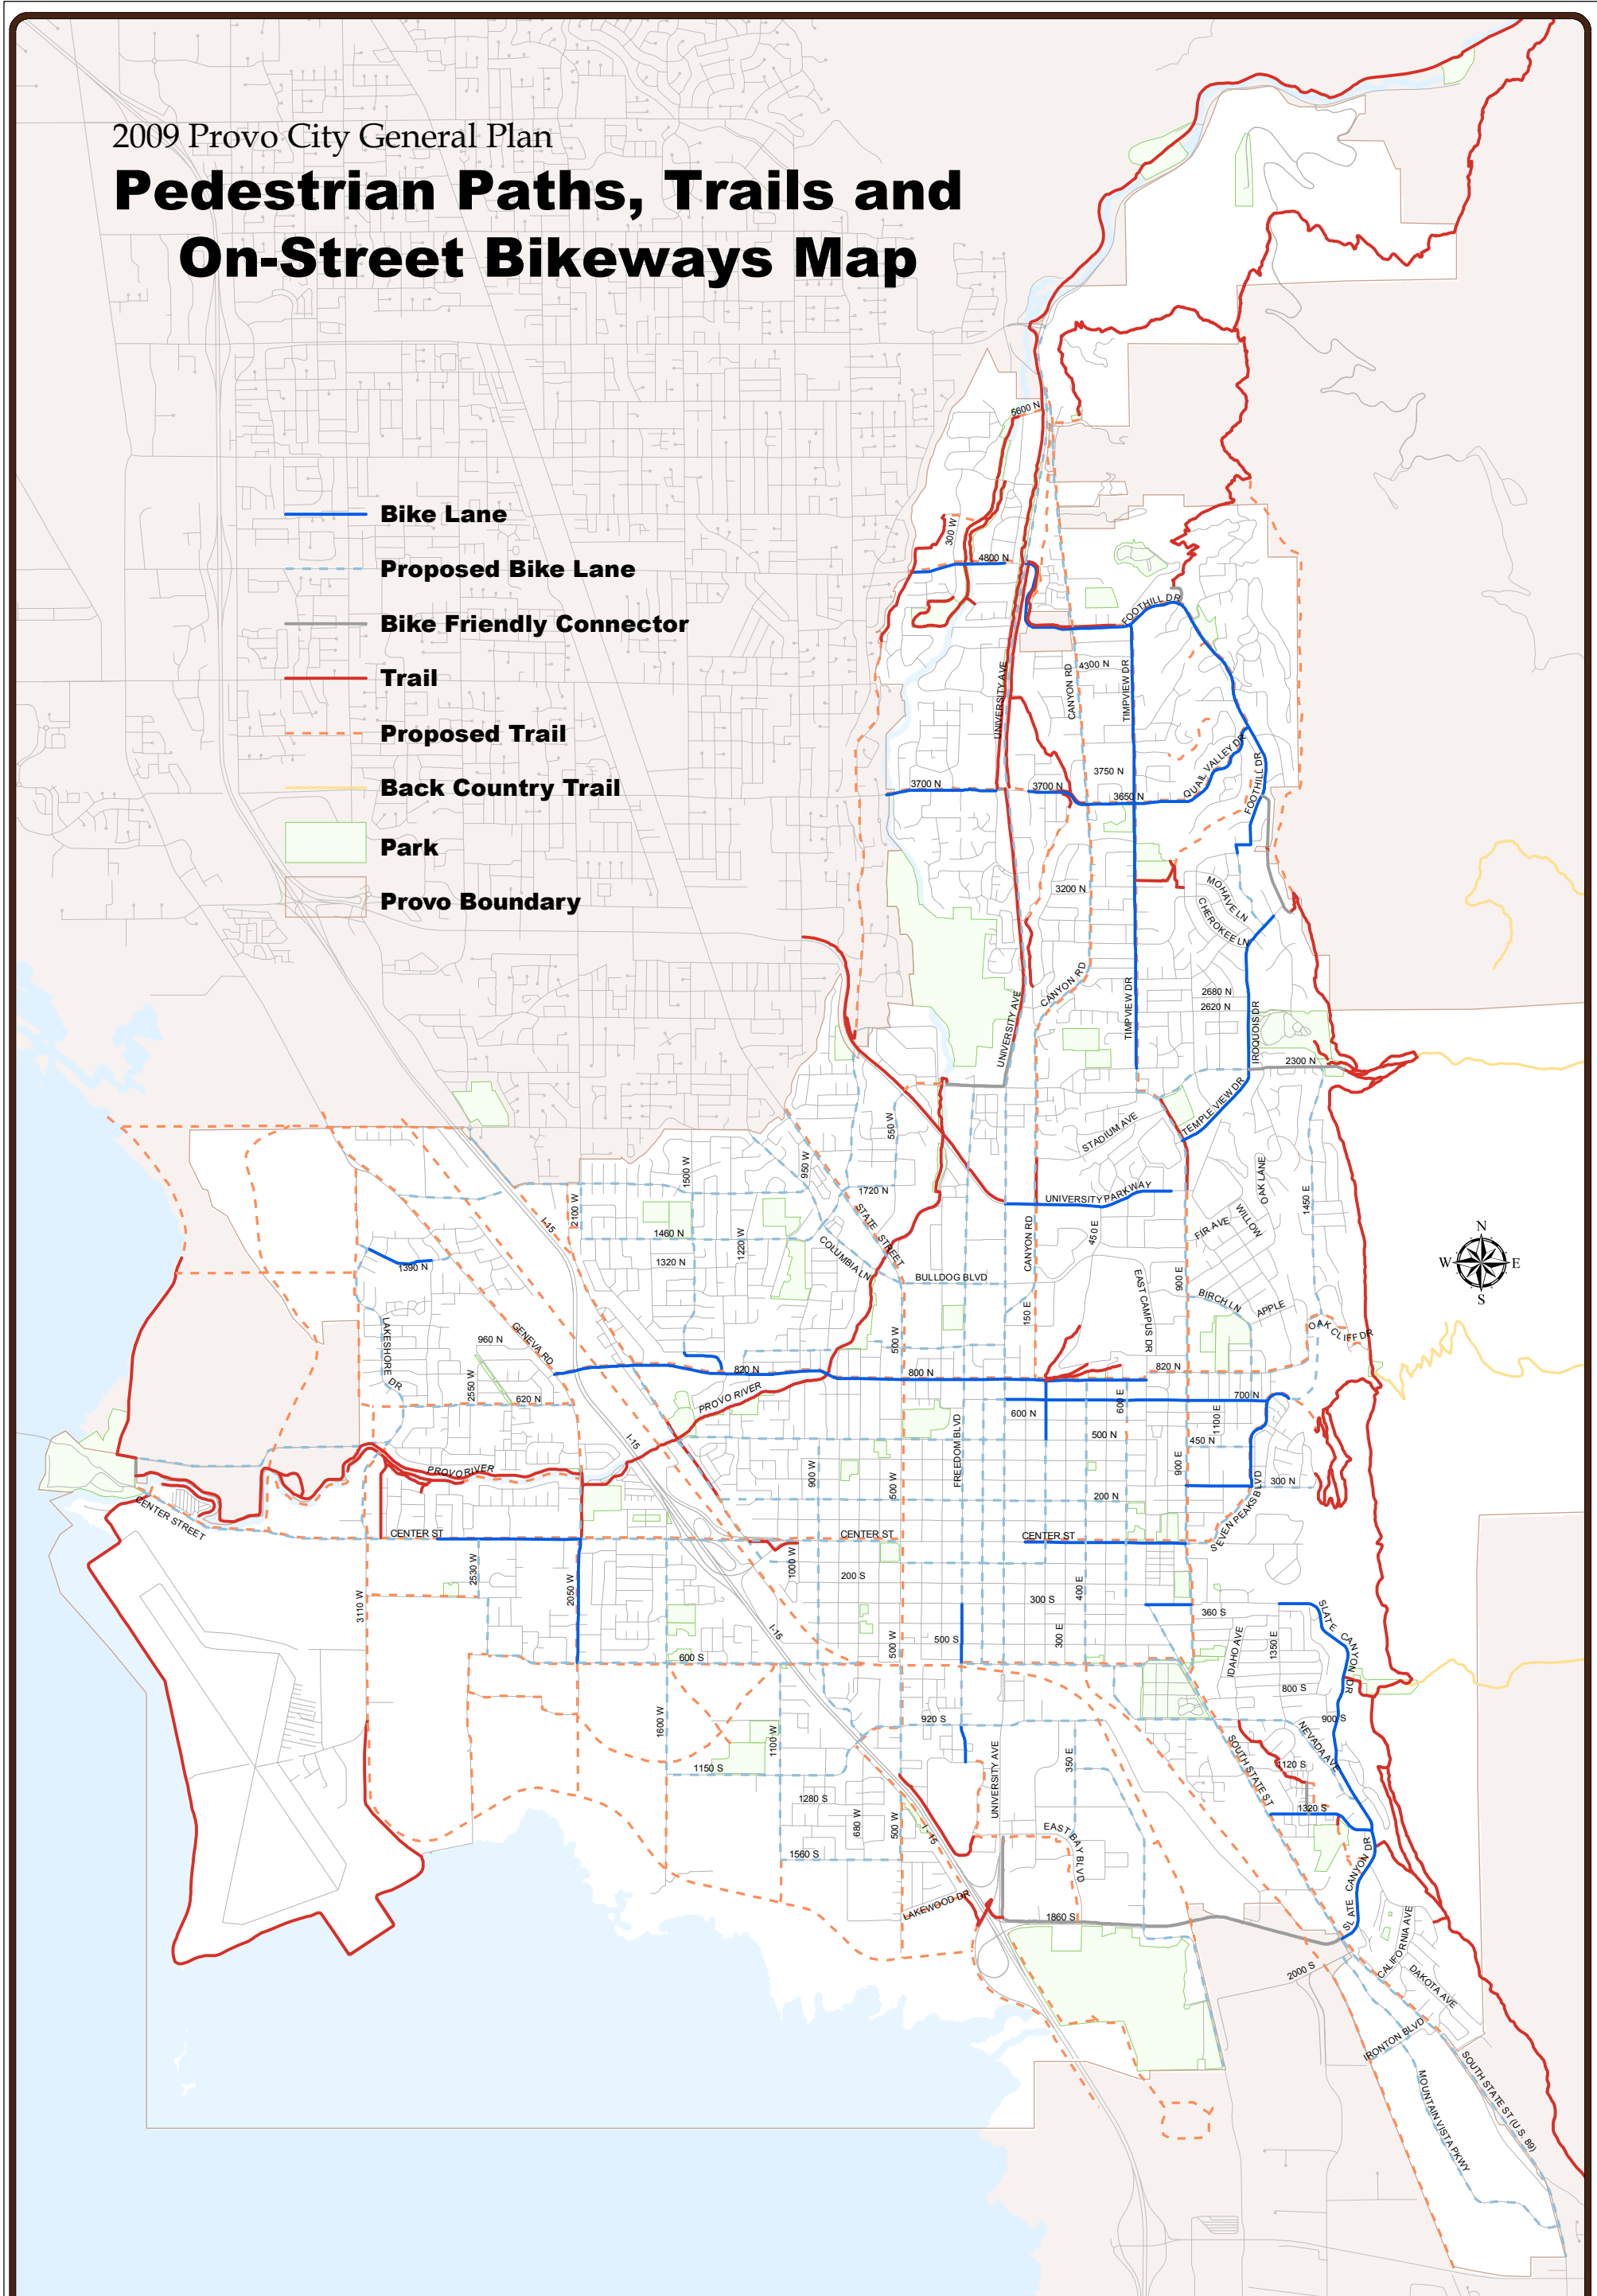 2009 Provo City General Plan
Pedestrian Paths, Trails and
On-Street Bikeways Map
Bike Lane
Proposed Bike Lane
Bike Friendly Connector
Trail
Proposed Trail
Back Country Trail
Park
Provo Boundary
5600 N
300 W
4800 N
FOOTHILL DR
4300 N
UNIVERSITY AVE
CANYON RD
TIMPVIEW DR
3750 N
QUAIL VALLEY DR
3700 N
3700 N
3650 N
FOOTHILL DR
3200 N
MOHAVE LN
CHEROKEE LN
CANYON RD
2680 N
2620 N
UNIVERSITY AVE
TIMPVIEW DR
IROQUOIS DR
2300 N
TEMPLE VIEW DR
STADIUM AVE
550 W
950 W
1500 W
OAK LANE
1720 N
UNIVERSITY PARKWAY
1450 E
2100 W
I-15
STATE STREET
WILLOW
FIR AVE
450 E
1460 N
1220 W
COLUMBIA LN
CANYON RD
N
W
E
S
1390 N
1320 N
BULLDOG BLVD
EAST CAMPUS DR
900 E
BIRCH LN
APPLE
150 E
OAK CLIFF DR
LAKESHORE DR
960 N
GENEVA RD
500 W
820 N
800 N
820 N
2550 W
620 N
PROVO RIVER
600 E
700 N
600 N
1100 E
FREEDOM BLVD
500 N
450 N
I-15
PROVO RIVER
900 W
500 W
900 E
300 N
200 N
SEVEN PEAKS BLVD
CENTER STREET
CENTER ST
CENTER ST
CENTER ST
2530 W
1000 W
200 S
2050 W
3110 W
400 E
300 S
360 S
SLATE CANYON DR
I-15
500 W
500 S
300 E
IDAHO AVE
1350 E
600 S
800 S
1600 W
920 S
900 S
1100 W
NEVADA AVE
SOUTH STATE ST
350 E
UNIVERSITY AVE
1120 S
1150 S
1280 S
680 W
500 W
I - 15
1320 S
EAST BAY BLVD
1560 S
SLATE CANYON DR
LAKEWOOD DR
1860 S
CALIFORNIA AVE
2000 S
DAKOTA AVE
IRONTON BLVD
SOUTH STATE ST (U.S. 89)
MOUNTAIN VISTA PKWY